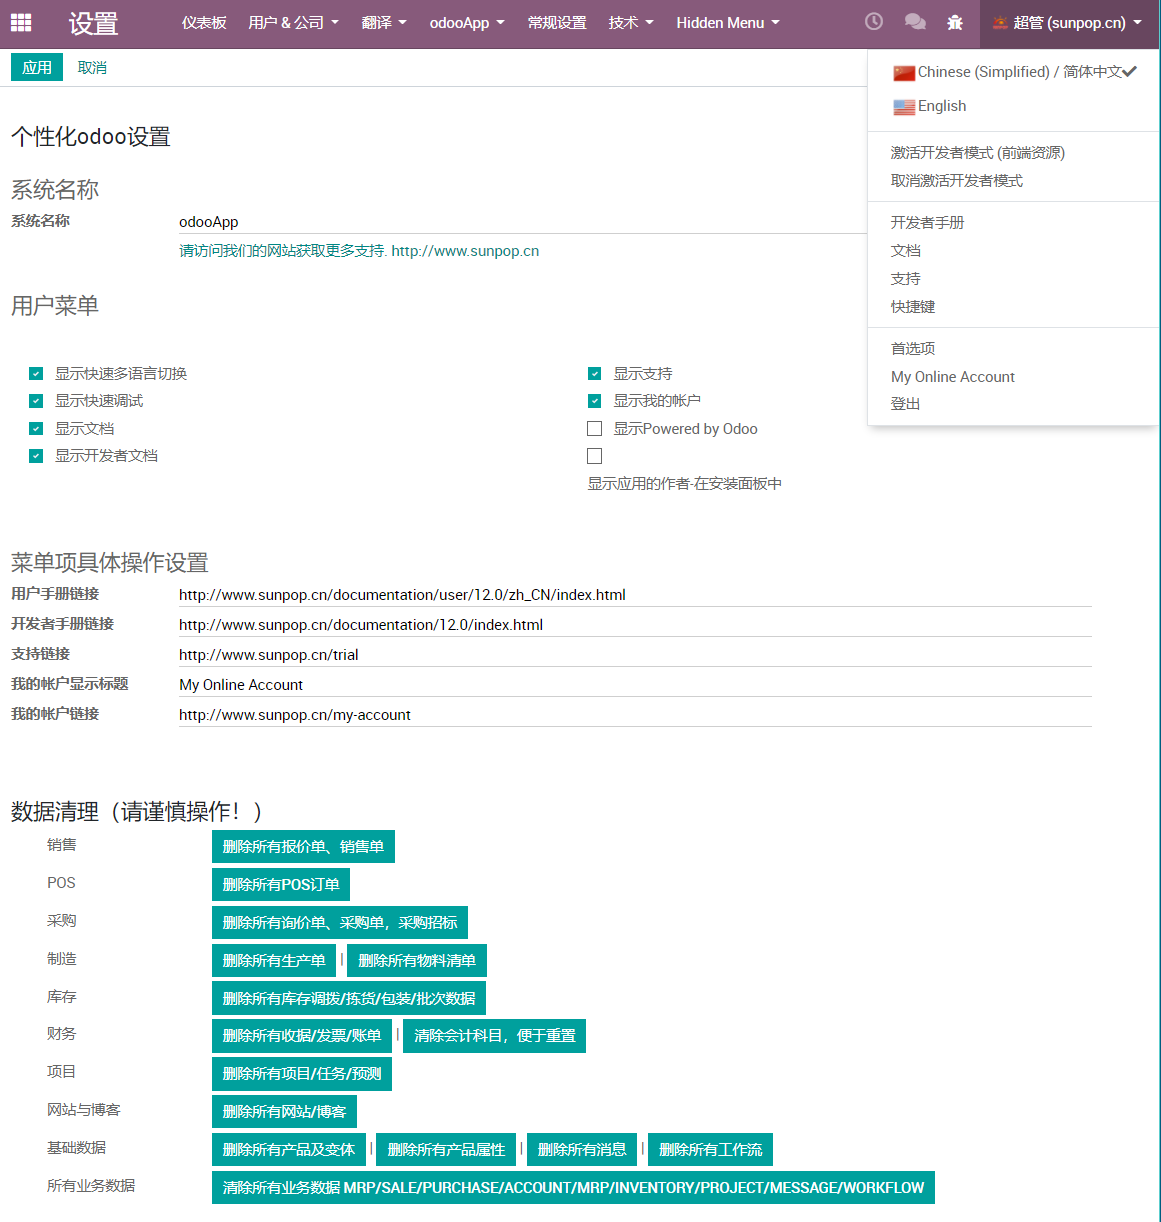 设置 仪表板 用户 & 公司 翻译 odooApp 常规设置 技术 Hidden Menu 超管 (sunpop.cn)
应用 取消
Chinese (Simplified) / 简体中文
English
激活开发者模式 (前端资源)
取消激活开发者模式
开发者手册
文档
支持
快捷键
首选项
My Online Account
登出
个性化odoo设置
系统名称
系统名称 odooApp
请访问我们的网站获取更多支持. http://www.sunpop.cn
用户菜单
显示快速多语言切换 显示支持
显示快速调试 显示我的帐户
显示文档 显示Powered by Odoo
显示开发者文档
显示应用的作者-在安装面板中
菜单项具体操作设置
用户手册链接 http://www.sunpop.cn/documentation/user/12.0/zh_CN/index.html
开发者手册链接 http://www.sunpop.cn/documentation/12.0/index.html
支持链接 http://www.sunpop.cn/trial
我的帐户显示标题 My Online Account
我的帐户链接 http://www.sunpop.cn/my-account
数据清理（请谨慎操作！）
销售 删除所有报价单、销售单
POS 删除所有POS订单
采购 删除所有询价单、采购单，采购招标
制造 删除所有生产单 | 删除所有物料清单
库存 删除所有库存调拨/拣货/包装/批次数据
财务 删除所有收据/发票/账单 | 清除会计科目，便于重置
项目 删除所有项目/任务/预测
网站与博客 删除所有网站/博客
基础数据 删除所有产品及变体 | 删除所有产品属性 | 删除所有消息 | 删除所有工作流
所有业务数据 清除所有业务数据 MRP/SALE/PURCHASE/ACCOUNT/MRP/INVENTORY/PROJECT/MESSAGE/WORKFLOW